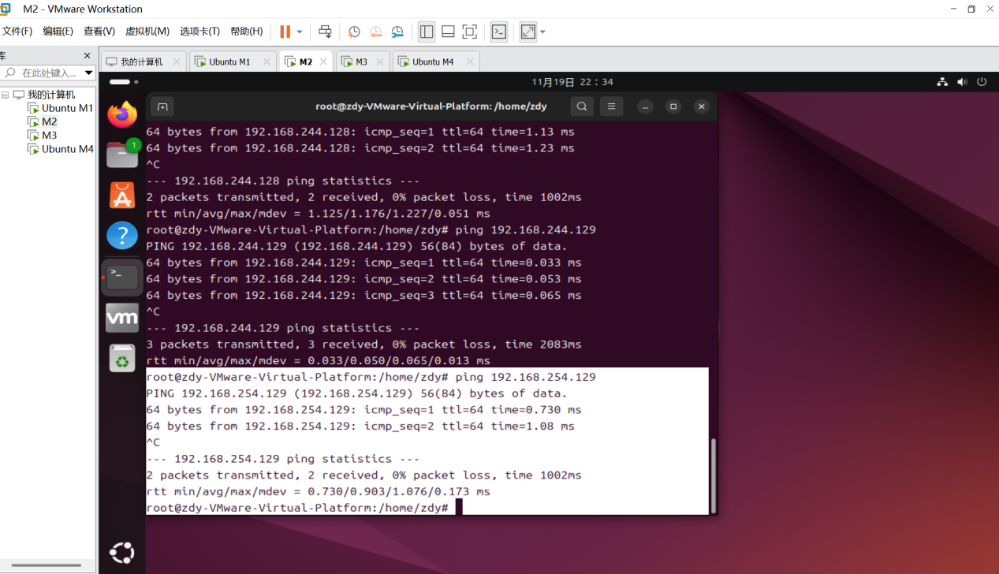 M2 - VMware Workstation
文件(F) 编辑(E) 查看(V) 虚拟机(M) 选项卡(T) 帮助(H)
库
在此处键入...
我的计算机
Ubuntu M1
M2
M3
Ubuntu M4
我的计算机 Ubuntu M1 M2 M3 Ubuntu M4
11月19日 22：34
root@zdy-VMware-Virtual-Platform: /home/zdy
1
vm
64 bytes from 192.168.244.128: icmp_seq=1 ttl=64 time=1.13 ms
64 bytes from 192.168.244.128: icmp_seq=2 ttl=64 time=1.23 ms
^C
--- 192.168.244.128 ping statistics ---
2 packets transmitted, 2 received, 0% packet loss, time 1002ms
rtt min/avg/max/mdev = 1.125/1.176/1.227/0.051 ms
root@zdy-VMware-Virtual-Platform:/home/zdy# ping 192.168.244.129
PING 192.168.244.129 (192.168.244.129) 56(84) bytes of data.
64 bytes from 192.168.244.129: icmp_seq=1 ttl=64 time=0.033 ms
64 bytes from 192.168.244.129: icmp_seq=2 ttl=64 time=0.053 ms
64 bytes from 192.168.244.129: icmp_seq=3 ttl=64 time=0.065 ms
^C
--- 192.168.244.129 ping statistics ---
3 packets transmitted, 3 received, 0% packet loss, time 2083ms
rtt min/avg/max/mdev = 0.033/0.050/0.065/0.013 ms
root@zdy-VMware-Virtual-Platform:/home/zdy# ping 192.168.254.129
PING 192.168.254.129 (192.168.254.129) 56(84) bytes of data.
64 bytes from 192.168.254.129: icmp_seq=1 ttl=64 time=0.730 ms
64 bytes from 192.168.254.129: icmp_seq=2 ttl=64 time=1.08 ms
^C
--- 192.168.254.129 ping statistics ---
2 packets transmitted, 2 received, 0% packet loss, time 1002ms
rtt min/avg/max/mdev = 0.730/0.903/1.076/0.173 ms
root@zdy-VMware-Virtual-Platform:/home/zdy#